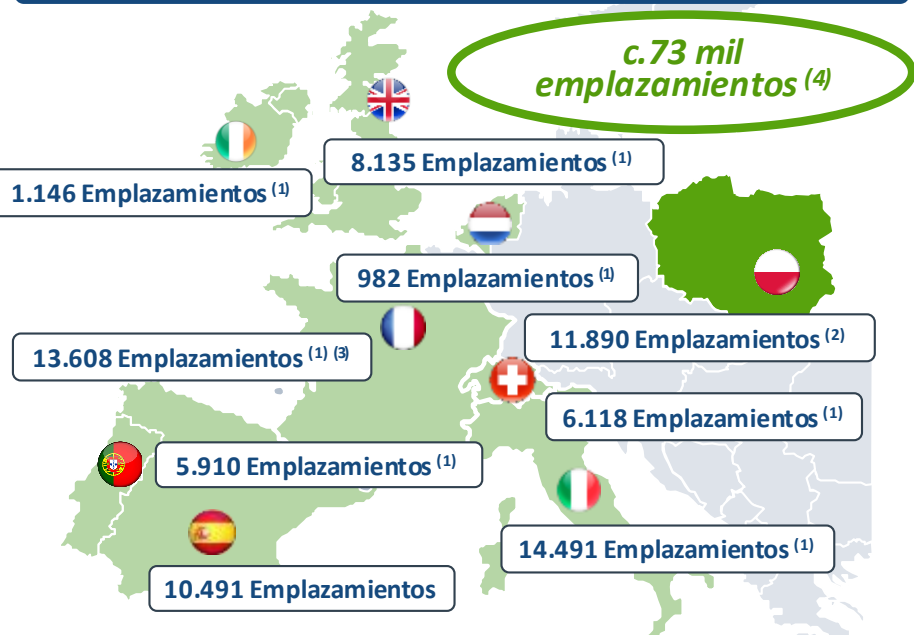 c.73 mil
emplazamientos (4)
8.135 Emplazamientos (1)
1.146 Emplazamientos (1)
982 Emplazamientos (1)
11.890 Emplazamientos (2)
13.608 Emplazamientos (1) (3)
6.118 Emplazamientos (1)
5.910 Emplazamientos (1)
14.491 Emplazamientos (1)
10.491 Emplazamientos